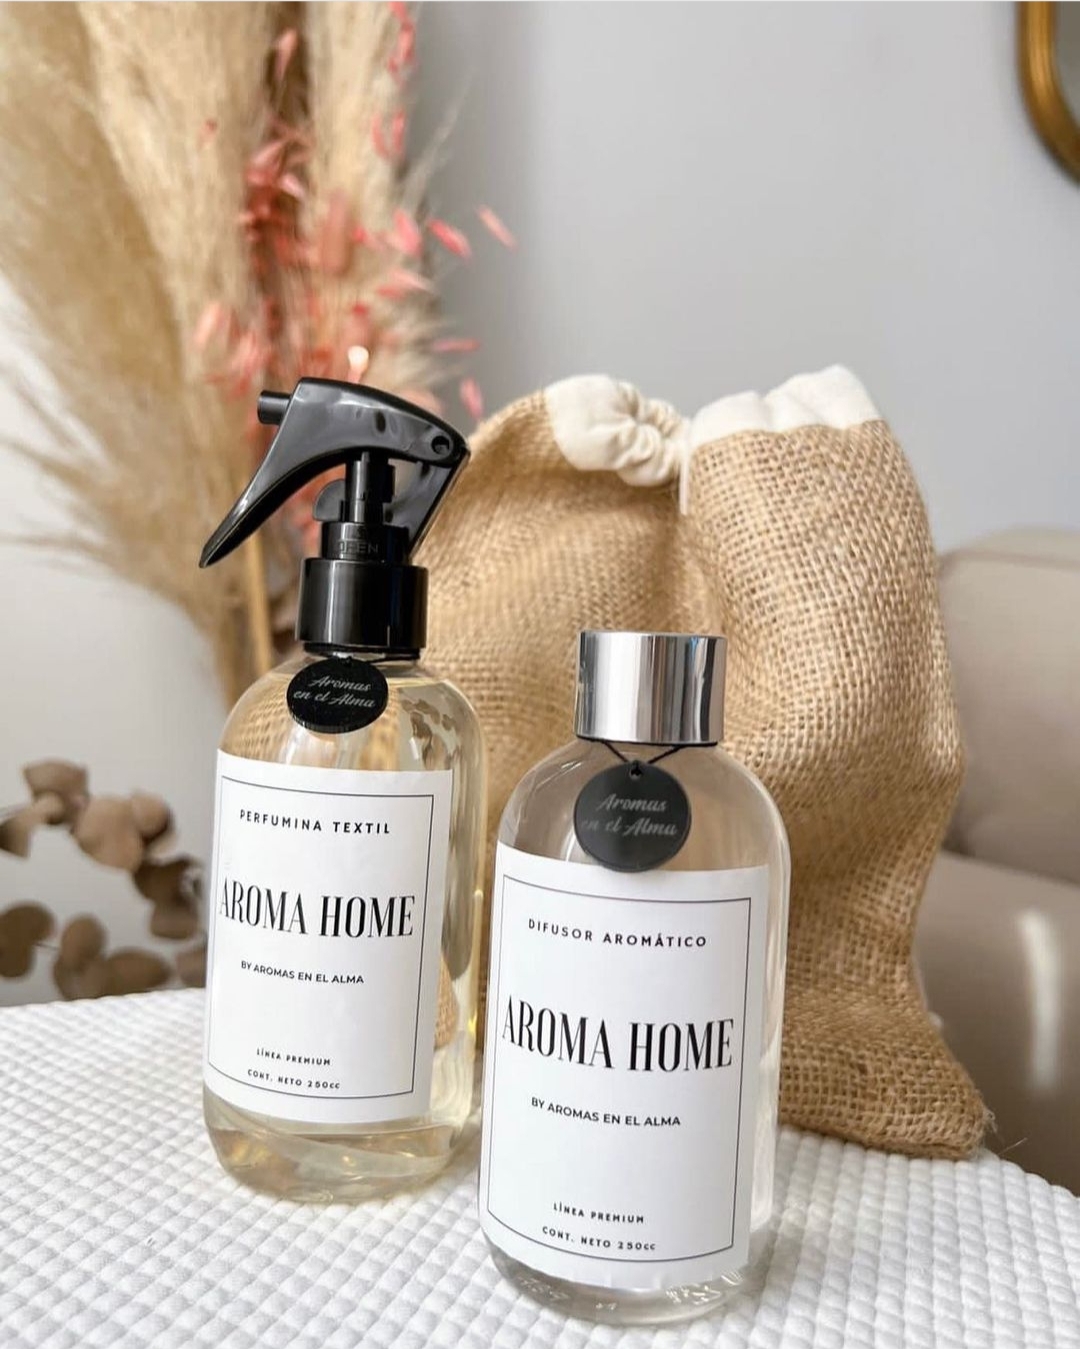 OPEN
Aromas
en el Alma
PERFUMINA TEXTIL
AROMA HOME
BY AROMAS EN EL ALMA
LÍNEA PREMIUM
CONT. NETO 250cc
Aromas
en el Alma
DIFUSOR AROMÁTICO
AROMA HOME
BY AROMAS EN EL ALMA
LÍNEA PREMIUM
CONT. NETO 250cc